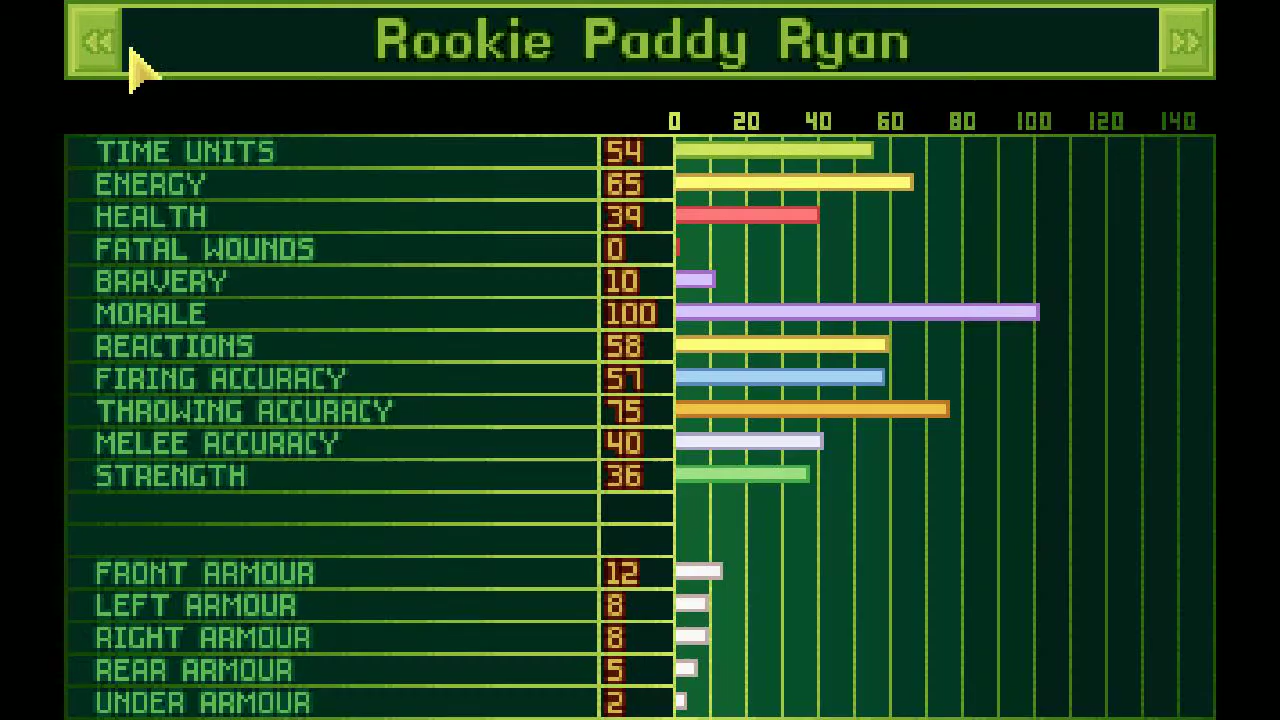 Rookie Paddy Ryan
0 20 40 60 80 100 120 140
TIME UNITS 54
ENERGY 65
HEALTH 39
FATAL WOUNDS 0
BRAVERY 10
MORALE 100
REACTIONS 58
FIRING ACCURACY 57
THROWING ACCURACY 75
MELEE ACCURACY 40
STRENGTH 36
FRONT ARMOUR 12
LEFT ARMOUR 8
RIGHT ARMOUR 8
REAR ARMOUR 5
UNDER ARMOUR 2